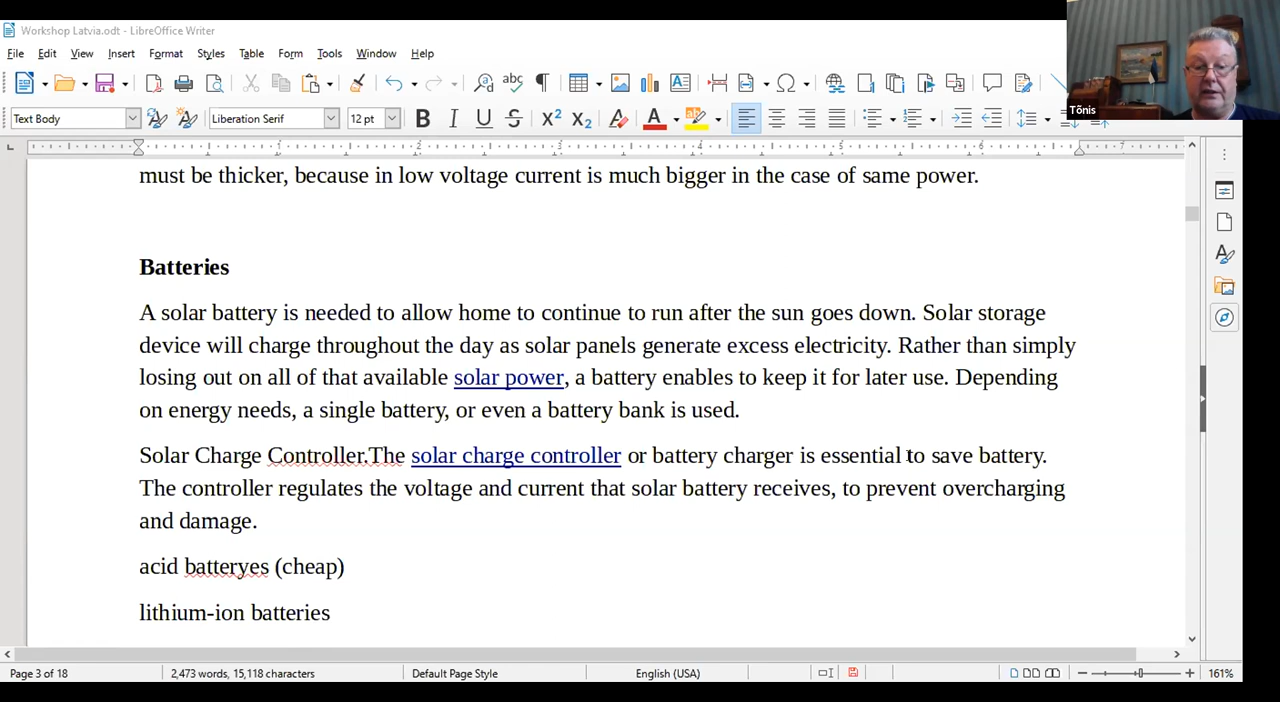 Workshop Latvia.odt - LibreOffice Writer
File Edit View Insert Format Styles Table Form Tools Window Help
Tõnis
Text Body Liberation Serif 12 pt
must be thicker, because in low voltage current is much bigger in the case of same power.
Batteries
A solar battery is needed to allow home to continue to run after the sun goes down. Solar storage
device will charge throughout the day as solar panels generate excess electricity. Rather than simply
losing out on all of that available solar power, a battery enables to keep it for later use. Depending
on energy needs, a single battery, or even a battery bank is used.
Solar Charge Controller.The solar charge controller or battery charger is essential to save battery.
The controller regulates the voltage and current that solar battery receives, to prevent overcharging
and damage.
acid batteryes (cheap)
lithium-ion batteries
Page 3 of 18 2,473 words, 15,118 characters Default Page Style English (USA) 161%